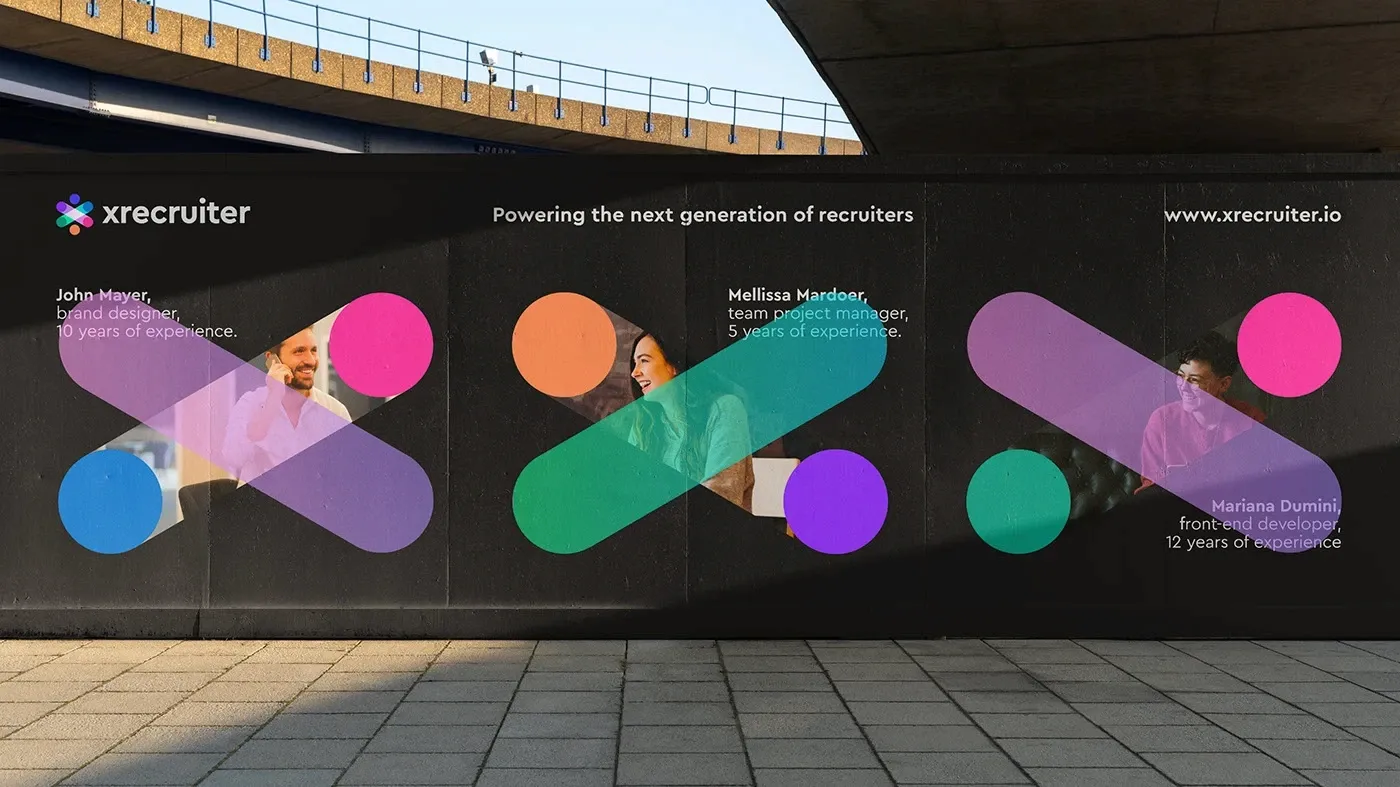 xrecruiter
Powering the next generation of recruiters
www.xrecruiter.io
John Mayer,
brand designer,
10 years of experience.
Mellissa Mardoer,
team project manager,
5 years of experience.
Mariana Dumini,
front-end developer,
12 years of experience